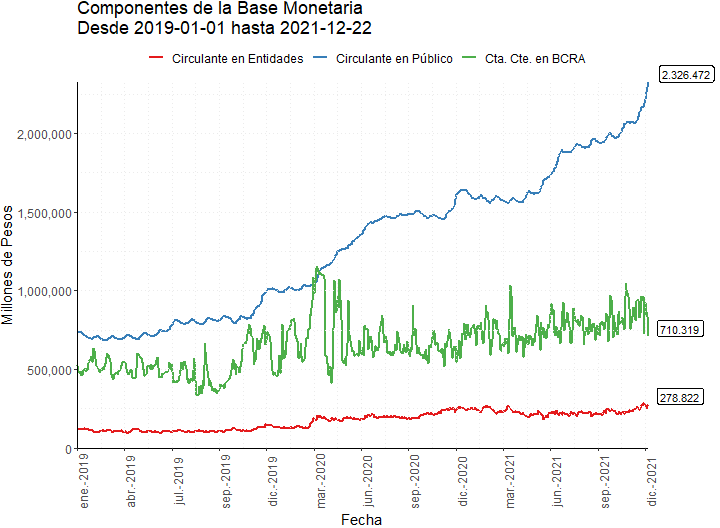 Componentes de la Base Monetaria
Desde 2019-01-01 hasta 2021-12-22
Circulante en Entidades Circulante en Público Cta. Cte. en BCRA
2.326.472
2,000,000
1,500,000
1,000,000
710.319
500,000
278.822
0
Millones de Pesos
ene.-2019 abr.-2019 jul.-2019 sep.-2019 dic.-2019 mar.-2020 jun.-2020 sep.-2020 dic.-2020 mar.-2021 jun.-2021 sep.-2021 dic.-2021
Fecha